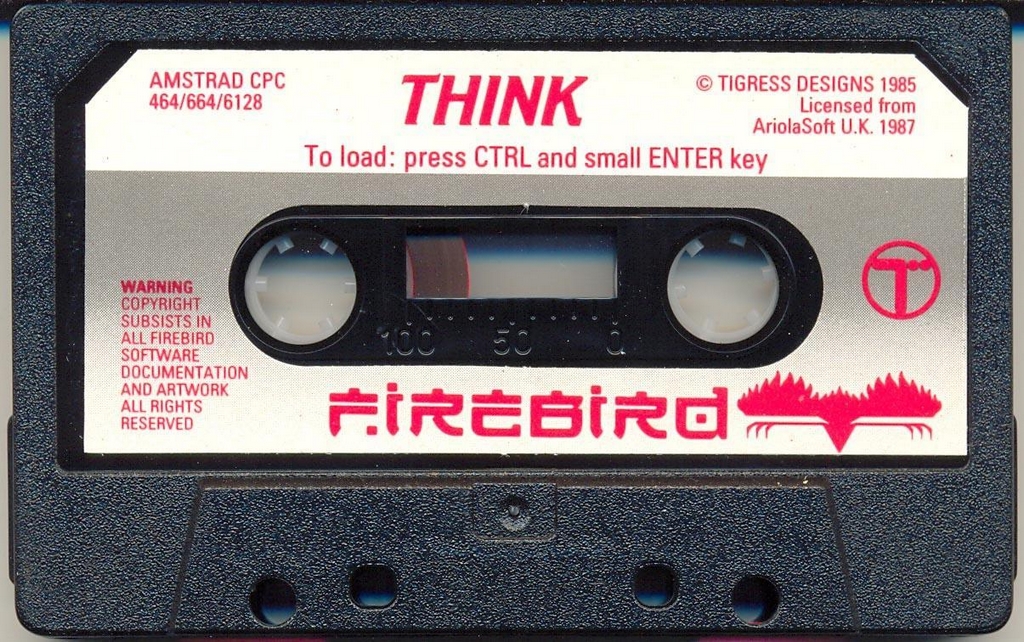 AMSTRAD CPC
464/664/6128
THINK
© TIGRESS DESIGNS 1985
Licensed from
AriolaSoft U.K. 1987
To load: press CTRL and small ENTER key
100 50 0
WARNING
COPYRIGHT
SUBSISTS IN
ALL FIREBIRD
SOFTWARE
DOCUMENTATION
AND ARTWORK
ALL RIGHTS
RESERVED
T
FIREBIRD